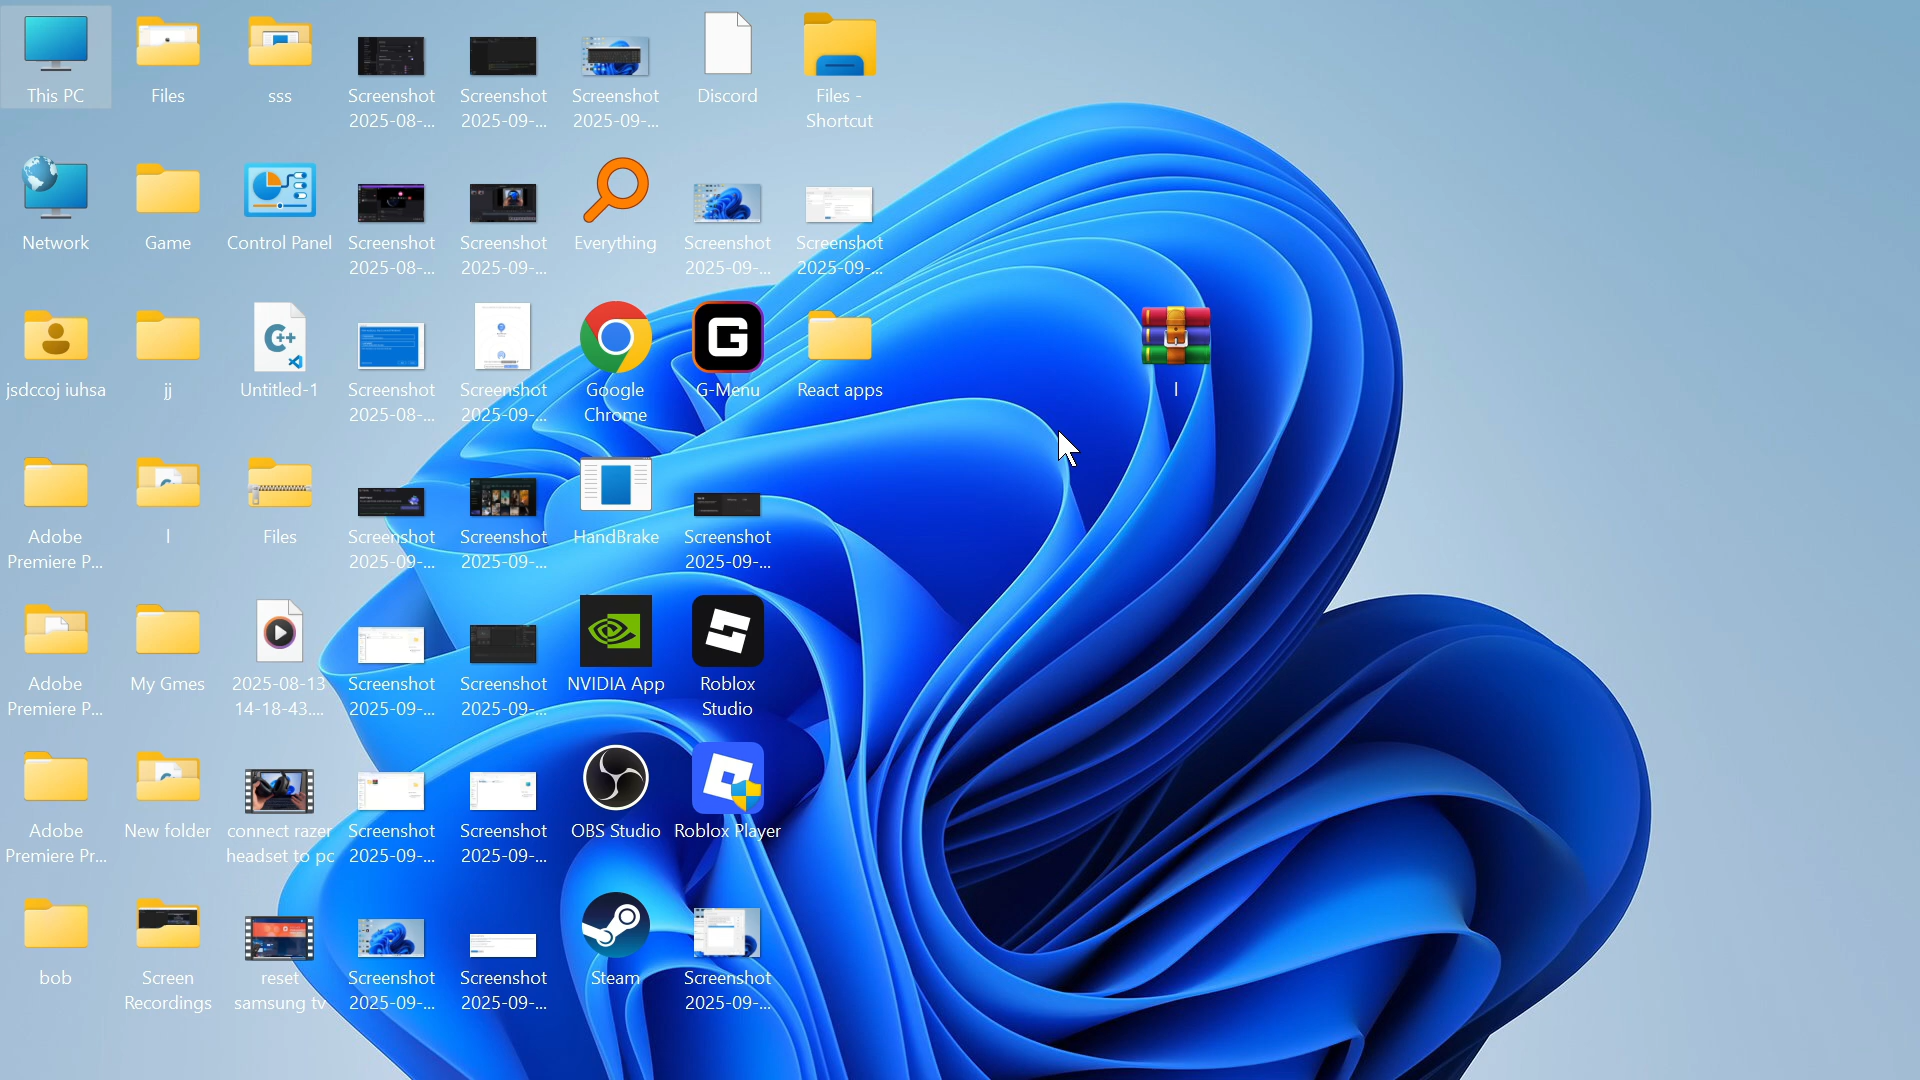 This PC
Files
sss
Screenshot
2025-08-...
Screenshot
2025-09-...
Screenshot
2025-09-...
Discord
Files -
Shortcut
Network
Game
Control Panel
Screenshot
2025-08-...
Screenshot
2025-09-...
Everything
Screenshot
2025-09-...
Screenshot
2025-09-...
jsdccoj iuhsa
jj
Untitled-1
Screenshot
2025-08-...
Screenshot
2025-09-...
Google
Chrome
G-Menu
React apps
l
Adobe
Premiere P...
l
Files
Screenshot
2025-09-...
Screenshot
2025-09-...
HandBrake
Screenshot
2025-09-...
Adobe
Premiere P...
My Gmes
2025-08-13
14-18-43....
Screenshot
2025-09-...
Screenshot
2025-09-...
NVIDIA App
Roblox
Studio
Adobe
Premiere Pr...
New folder
connect razer
headset to pc
Screenshot
2025-09-...
Screenshot
2025-09-...
OBS Studio
Roblox Player
bob
Screen
Recordings
reset
samsung tv
Screenshot
2025-09-...
Screenshot
2025-09-...
Steam
Screenshot
2025-09-...